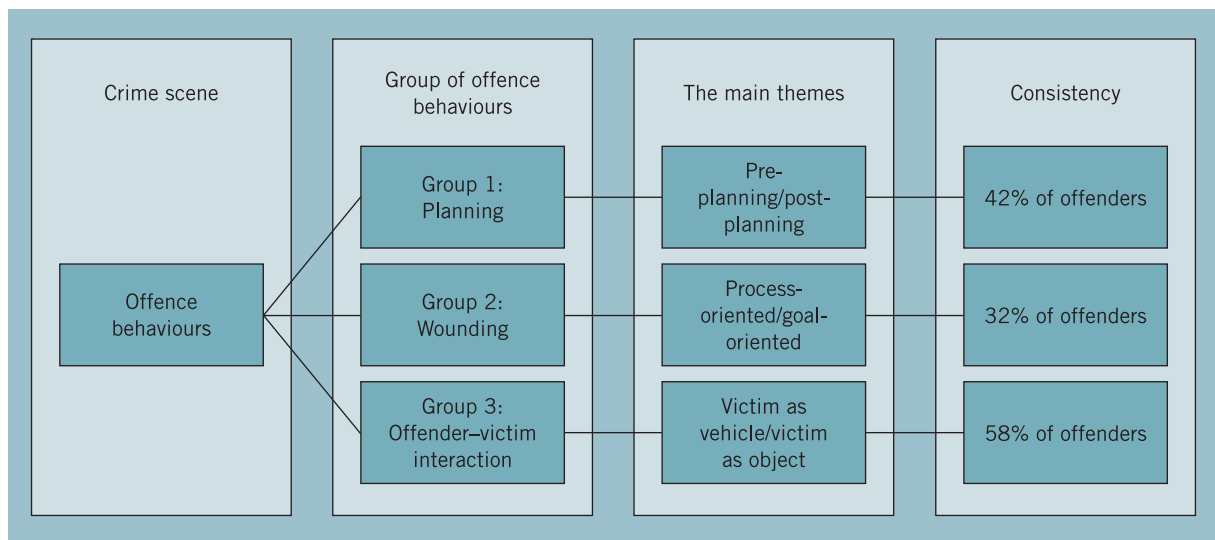 Crime scene
Offence
behaviours
Group of offence
behaviours
Group 1:
Planning
Group 2:
Wounding
Group 3:
Offender–victim
interaction
The main themes
Pre-
planning/post-
planning
Process-
oriented/goal-
oriented
Victim as
vehicle/victim
as object
Consistency
42% of offenders
32% of offenders
58% of offenders